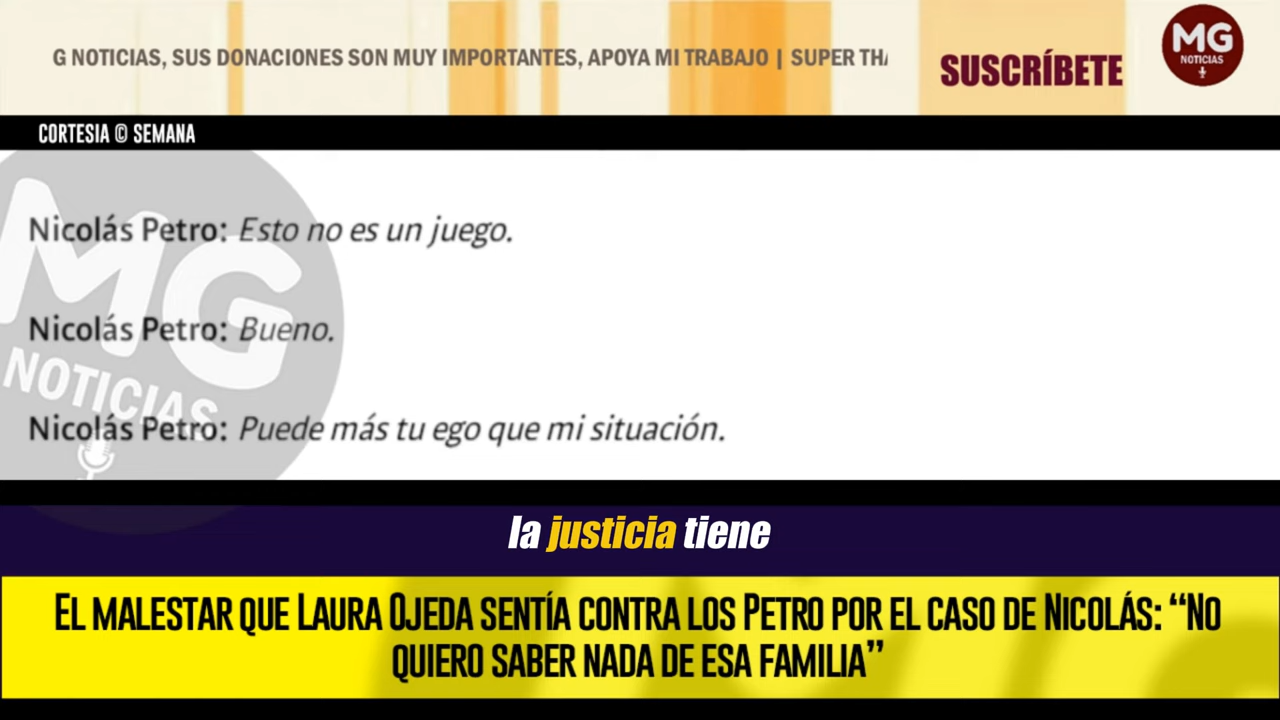 G NOTICIAS, SUS DONACIONES SON MUY IMPORTANTES, APOYA MI TRABAJO | SUPER THA
SUSCRÍBETE
MG
NOTICIAS
CORTESIA © SEMANA
MG
NOTICIAS
Nicolás Petro: Esto no es un juego.
Nicolás Petro: Bueno.
Nicolás Petro: Puede más tu ego que mi situación.
la justicia tiene
EL MALESTAR QUE LAURA OJEDA SENTÍA CONTRA LOS PETRO POR EL CASO DE NICOLÁS: “NO
QUIERO SABER NADA DE ESA FAMILIA”